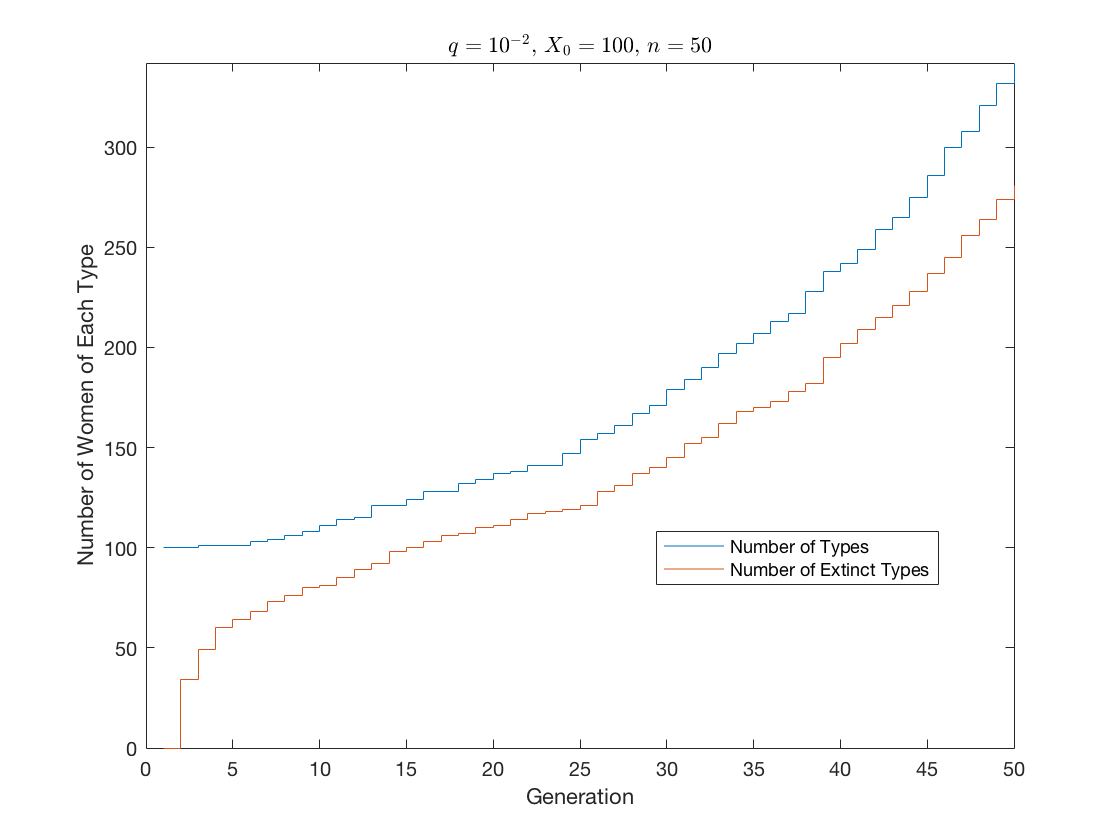 q = 10⁻², X₀ = 100, n = 50
Number of Women of Each Type
300
250
200
150
100
50
0
Number of Types
Number of Extinct Types
0 5 10 15 20 25 30 35 40 45 50
Generation